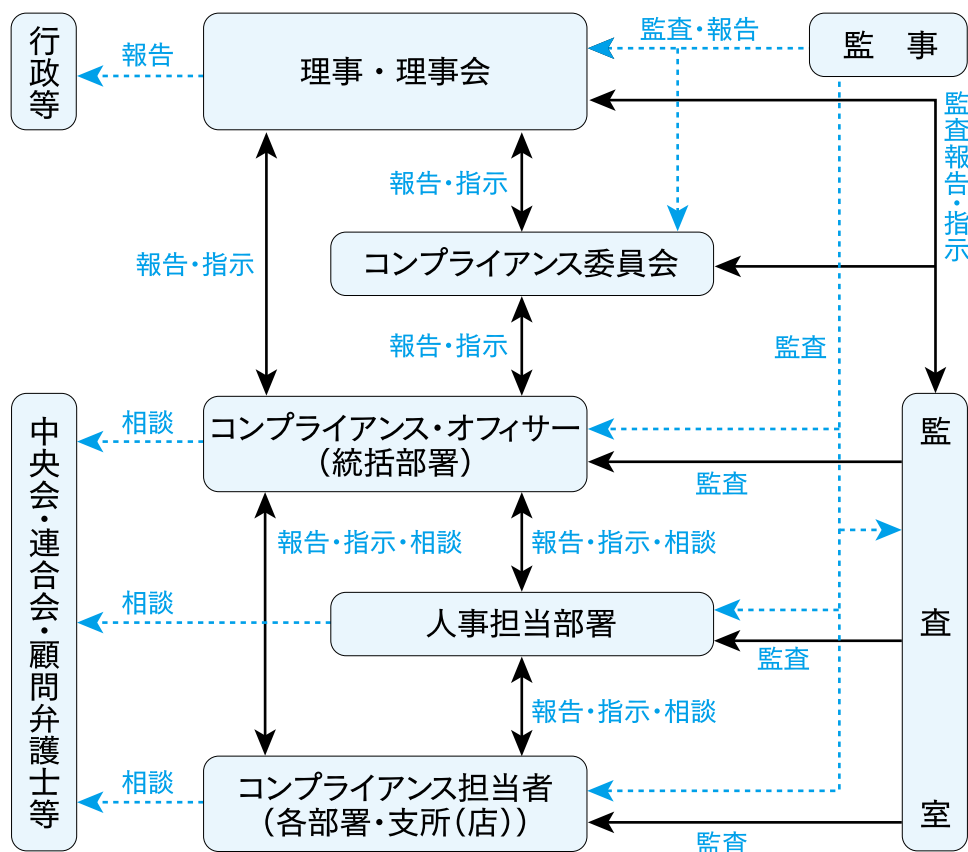 行政等
報告
理事・理事会
監査・報告
監　事
監査報告・指示
報告・指示
報告・指示
コンプライアンス委員会
報告・指示
監査
中央会・連合会・顧問弁護士等
相談
コンプライアンス・オフィサー
（統括部署）
監査
監査室
報告・指示・相談
報告・指示・相談
相談
人事担当部署
監査
報告・指示・相談
相談
コンプライアンス担当者
（各部署・支所（店））
監査